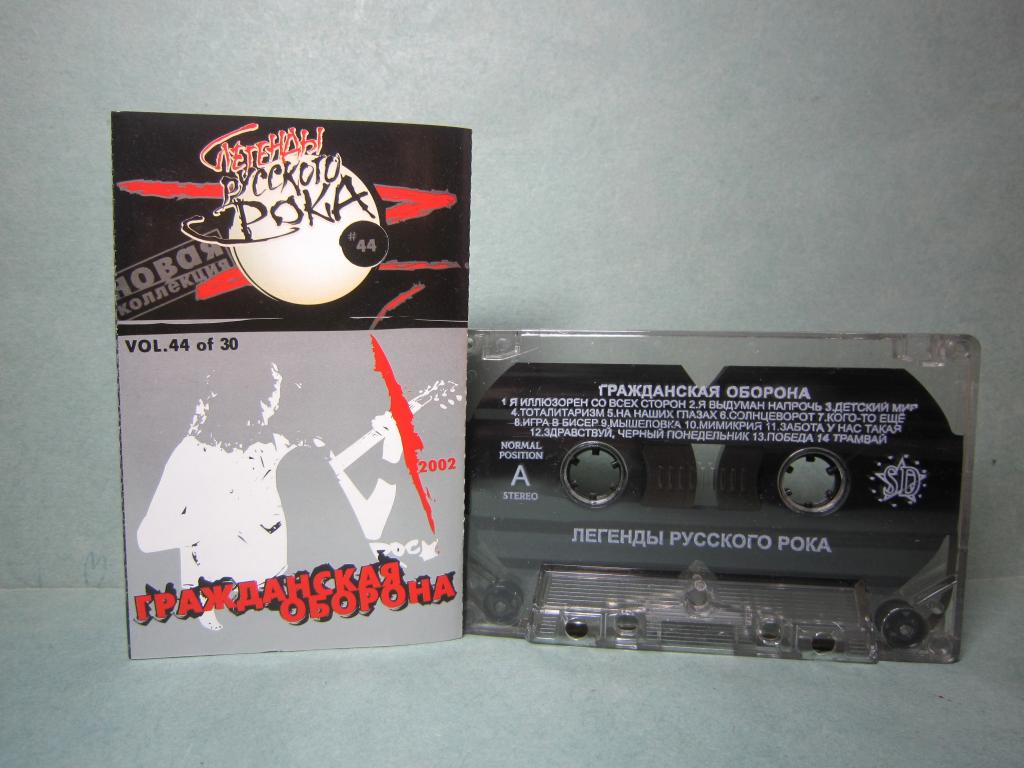 ЛЕГЕНДЫ
РУССКОГО
РОКА
#44
НОВАЯ
КОЛЛЕКЦИЯ
VOL.44 of 30
2002
ROCK
ГРАЖДАНСКАЯ
ОБОРОНА
ГРАЖДАНСКАЯ ОБОРОНА
1 Я ИЛЛЮЗОРЕН СО ВСЕХ СТОРОН 2.Я ВЫДУМАН НАПРОЧЬ 3.ДЕТСКИЙ МИР
4.ТОТАЛИТАРИЗМ 5.НА НАШИХ ГЛАЗАХ 6.СОЛНЦЕВОРОТ 7.КОГО-ТО ЕЩЕ
8.ИГРА В БИСЕР 9.МЫШЕЛОВКА 10.МИМИКРИЯ 11.ЗАБОТА У НАС ТАКАЯ
12.ЗДРАВСТВУЙ, ЧЕРНЫЙ ПОНЕДЕЛЬНИК 13.ПОБЕДА 14 ТРАМВАЙ
NORMAL
POSITION
A
STEREO
SD
ЛЕГЕНДЫ РУССКОГО РОКА